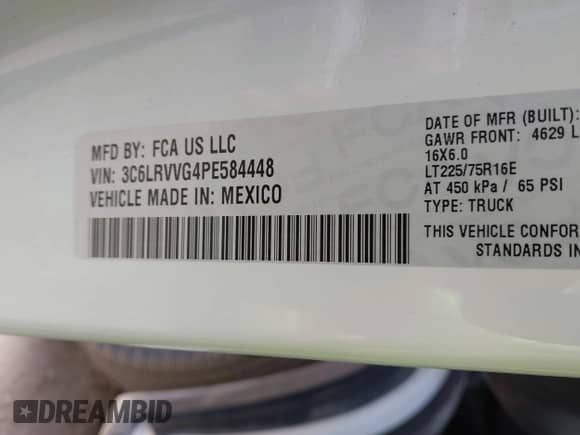 MFD BY: FCA US LLC
VIN: 3C6LRVVG4PE584448
VEHICLE MADE IN: MEXICO
DATE OF MFR (BUILT):
GAWR FRONT: 4629 L
16X6.0
LT225/75R16E
AT 450 kPa / 65 PSI
TYPE: TRUCK
THIS VEHICLE CONFOR
STANDARDS IN
DREAMBID